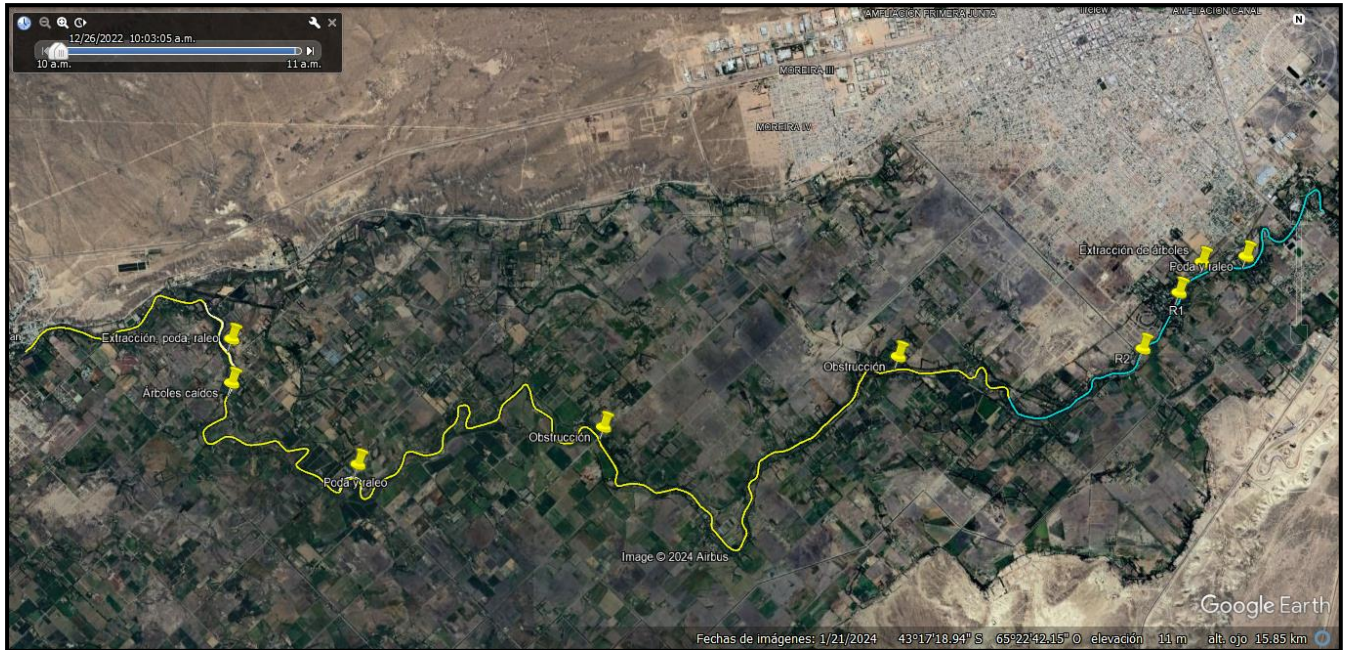 12/26/2022  10:03:05 a.m.
10 a.m.
11 a.m.
AMPLIACION PRIMERA JUNTA
AMPLIACION CANAL
N
MOREIRA III
MOREIRA IV
Extracción de árboles
Poda y raleo
R1
Extracción, poda, raleo
R2
Obstrucción
Árboles caídos
Obstrucción
Poda y raleo
Image © 2024 Airbus
Google Earth
Fechas de imágenes: 1/21/2024 43°17'18.94" S 65°22'42.15" O elevación 11 m alt. ojo 15.85 km